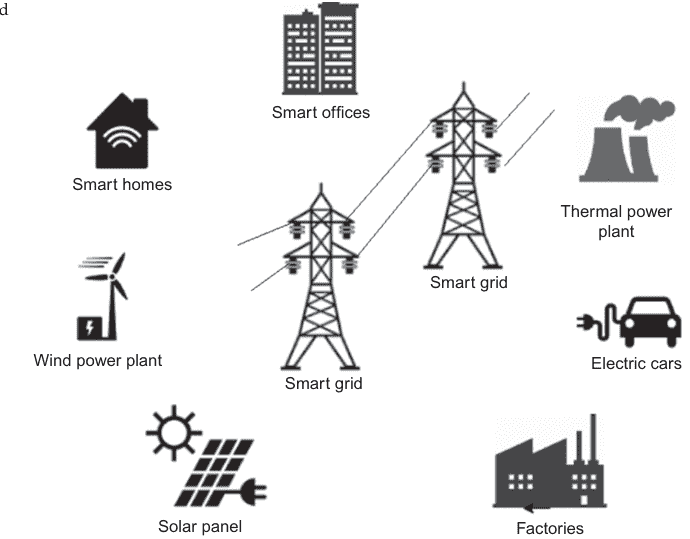 d
Smart offices
Smart homes
Thermal power
plant
Smart grid
Wind power plant
Electric cars
Smart grid
Solar panel
Factories